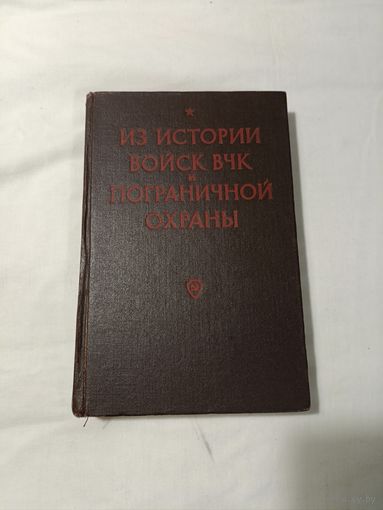 ИЗ ИСТОРИИ
ВОЙСК ВЧК
И
ПОГРАНИЧНОЙ
ОХРАНЫ